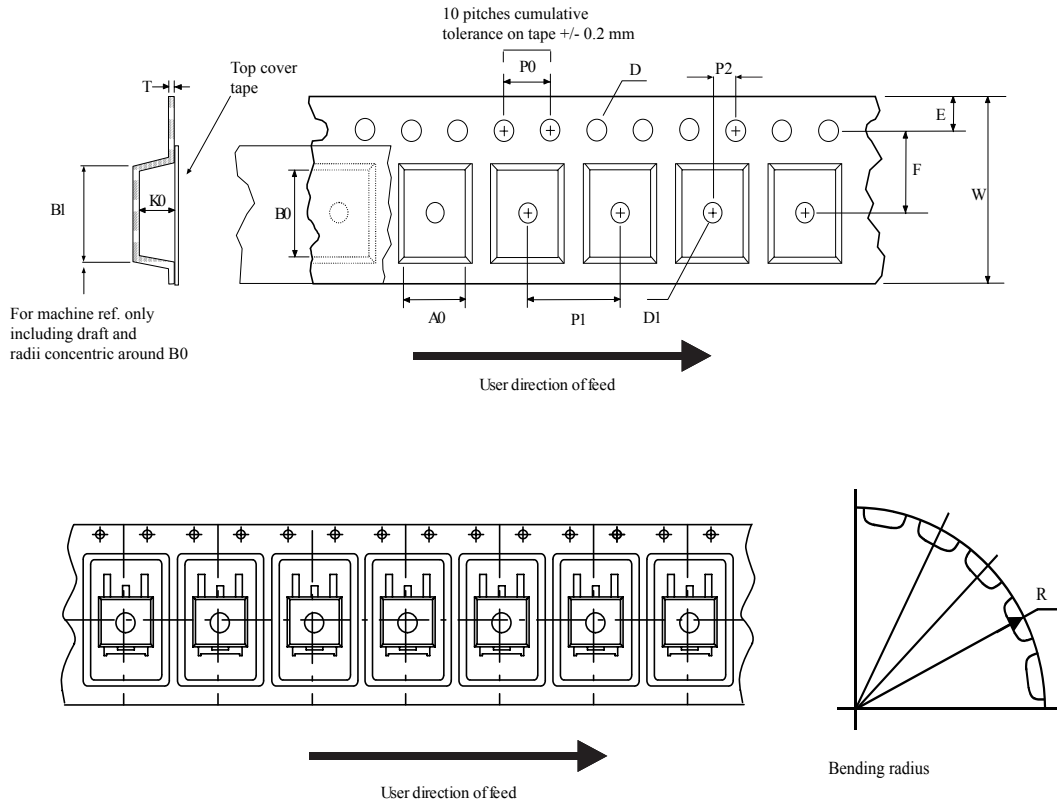 10 pitches cumulative
tolerance on tape +/- 0.2 mm
P0
D
P2
T
Top cover
tape
E
F
W
K0
B1
B0
For machine ref. only
including draft and
radii concentric around B0
A0
P1
D1
User direction of feed
R
Bending radius
User direction of feed